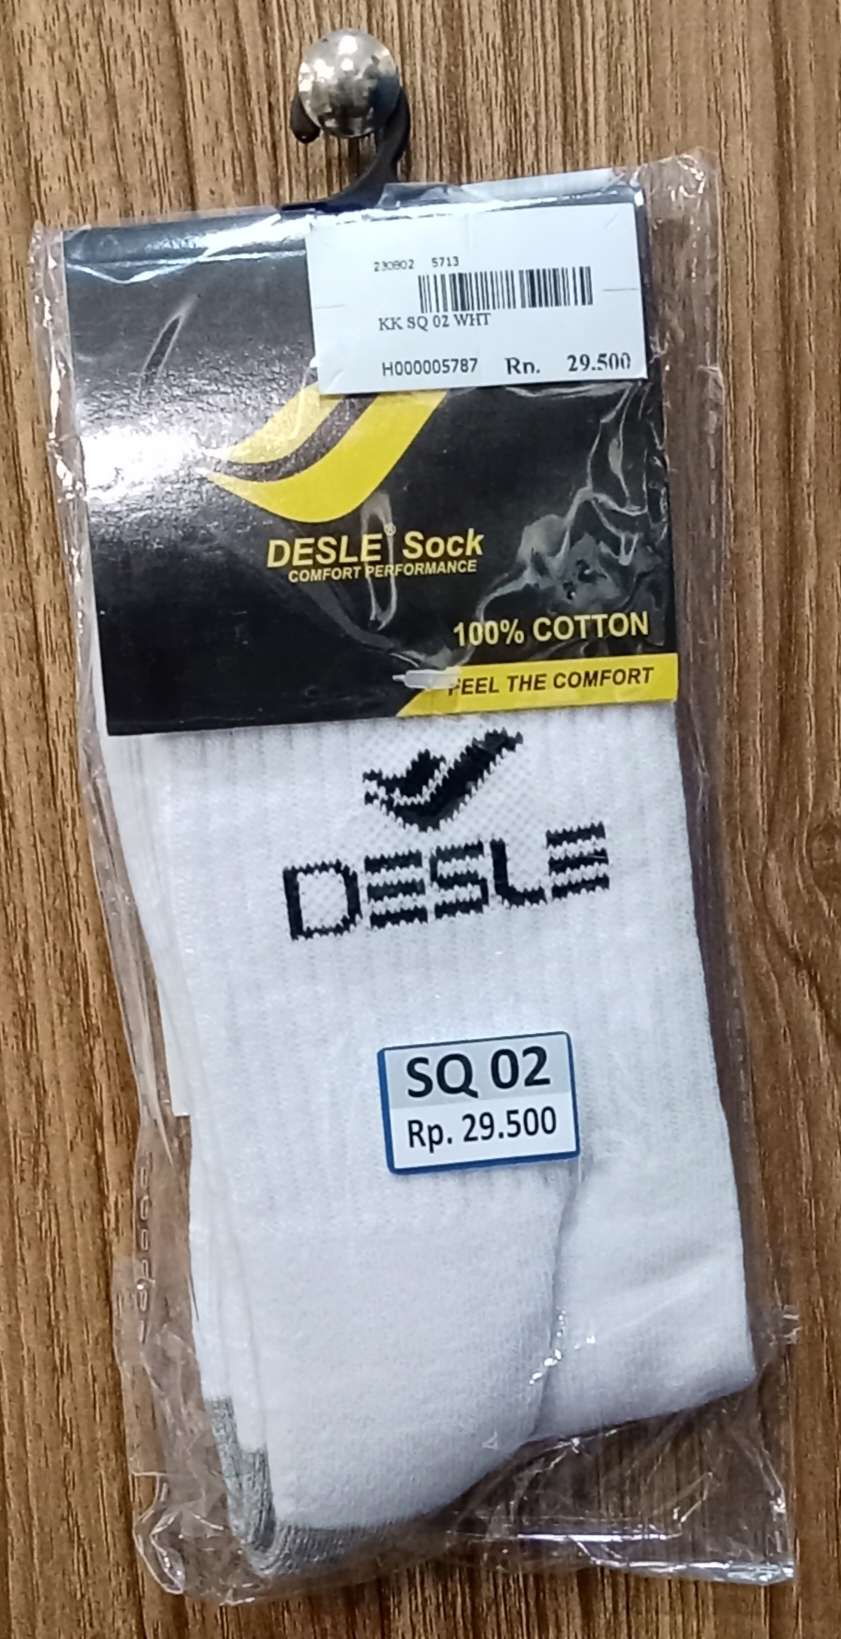 230802 5713
KK SQ 02 WHT
H000005787 Rp. 29.500
DESLE® Sock
COMFORT PERFORMANCE
100% COTTON
FEEL THE COMFORT
DESLE
SQ 02
Rp. 29.500